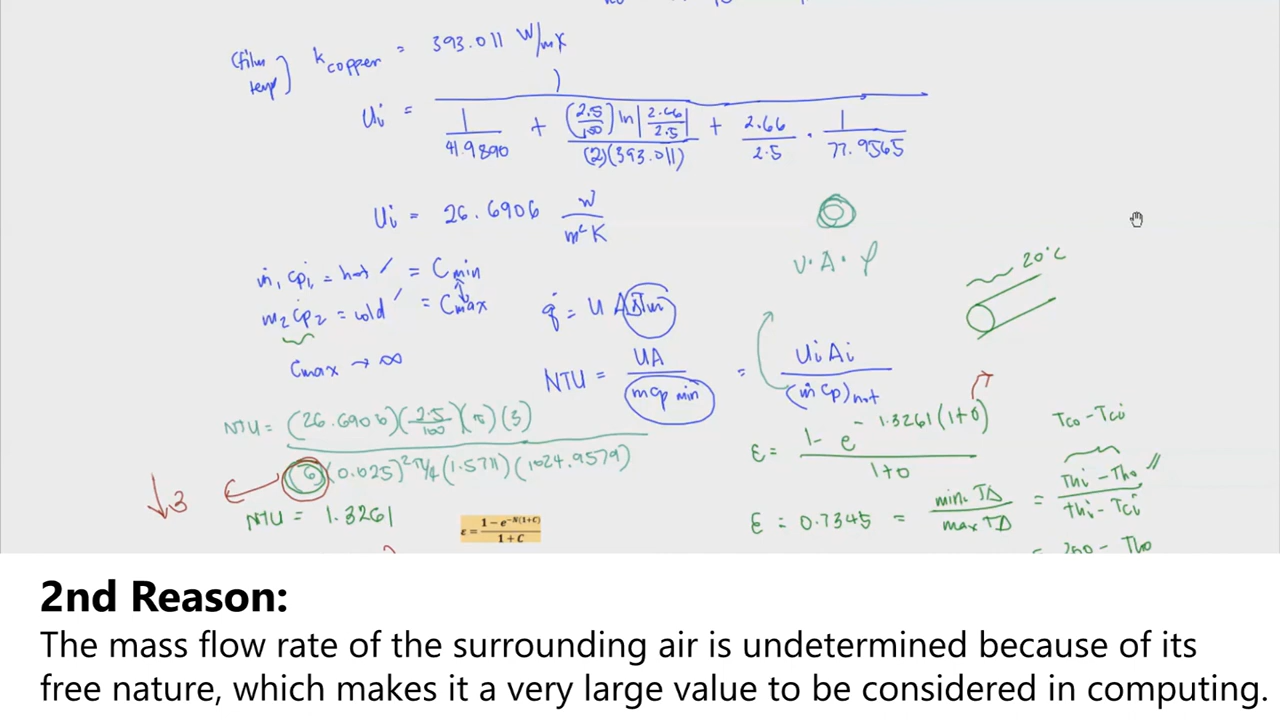 (film temp) k copper = 393.011 W/mK
Ui = 1 / ( 1/41.9890 + (2.5/100) ln|2.66/2.5| / (2)(393.011) + 2.66/2.5 · 1/77.9565 )
Ui = 26.6906 W/m²K
ṁ1 cp1 = hot = Cmin
m2 cp2 = cold = Cmax
Cmax → ∞
q = U A ΔTm
NTU = UA / mcp min = UiAi / (ṁ cp)hot
V·A·ρ
20°C
NTU = (26.6906)(2.5/100)(π)(3) / (6)(0.025)²π/4(1.5711)(1024.9579)
NTU = 1.3261
ε = 1-e^-N(1+C) / 1+C
ε = 1-e^-1.3261(1+0) / 1+0
Tco-Tci
ε = 0.7345 = min. TΔ / max TΔ = Thi-Tho / thi-Tci
2nd Reason:
The mass flow rate of the surrounding air is undetermined because of its
free nature, which makes it a very large value to be considered in computing.